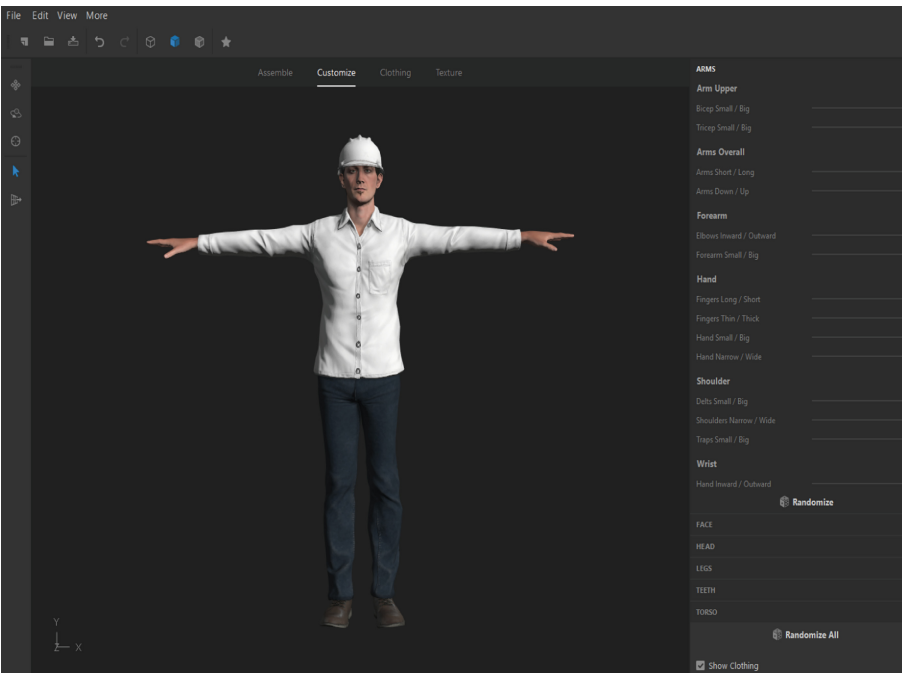 File Edit View More
Assemble Customize Clothing Texture
ARMS
Arm Upper
Bicep Small / Big
Tricep Small / Big
Arms Overall
Arms Short / Long
Arms Down / Up
Forearm
Elbows Inward / Outward
Forearm Small / Big
Hand
Fingers Long / Short
Fingers Thin / Thick
Hand Small / Big
Hand Narrow / Wide
Shoulder
Delts Small / Big
Shoulders Narrow / Wide
Traps Small / Big
Wrist
Hand Inward / Outward
Randomize
FACE
HEAD
LEGS
TEETH
TORSO
Randomize All
Show Clothing
Y
Z X